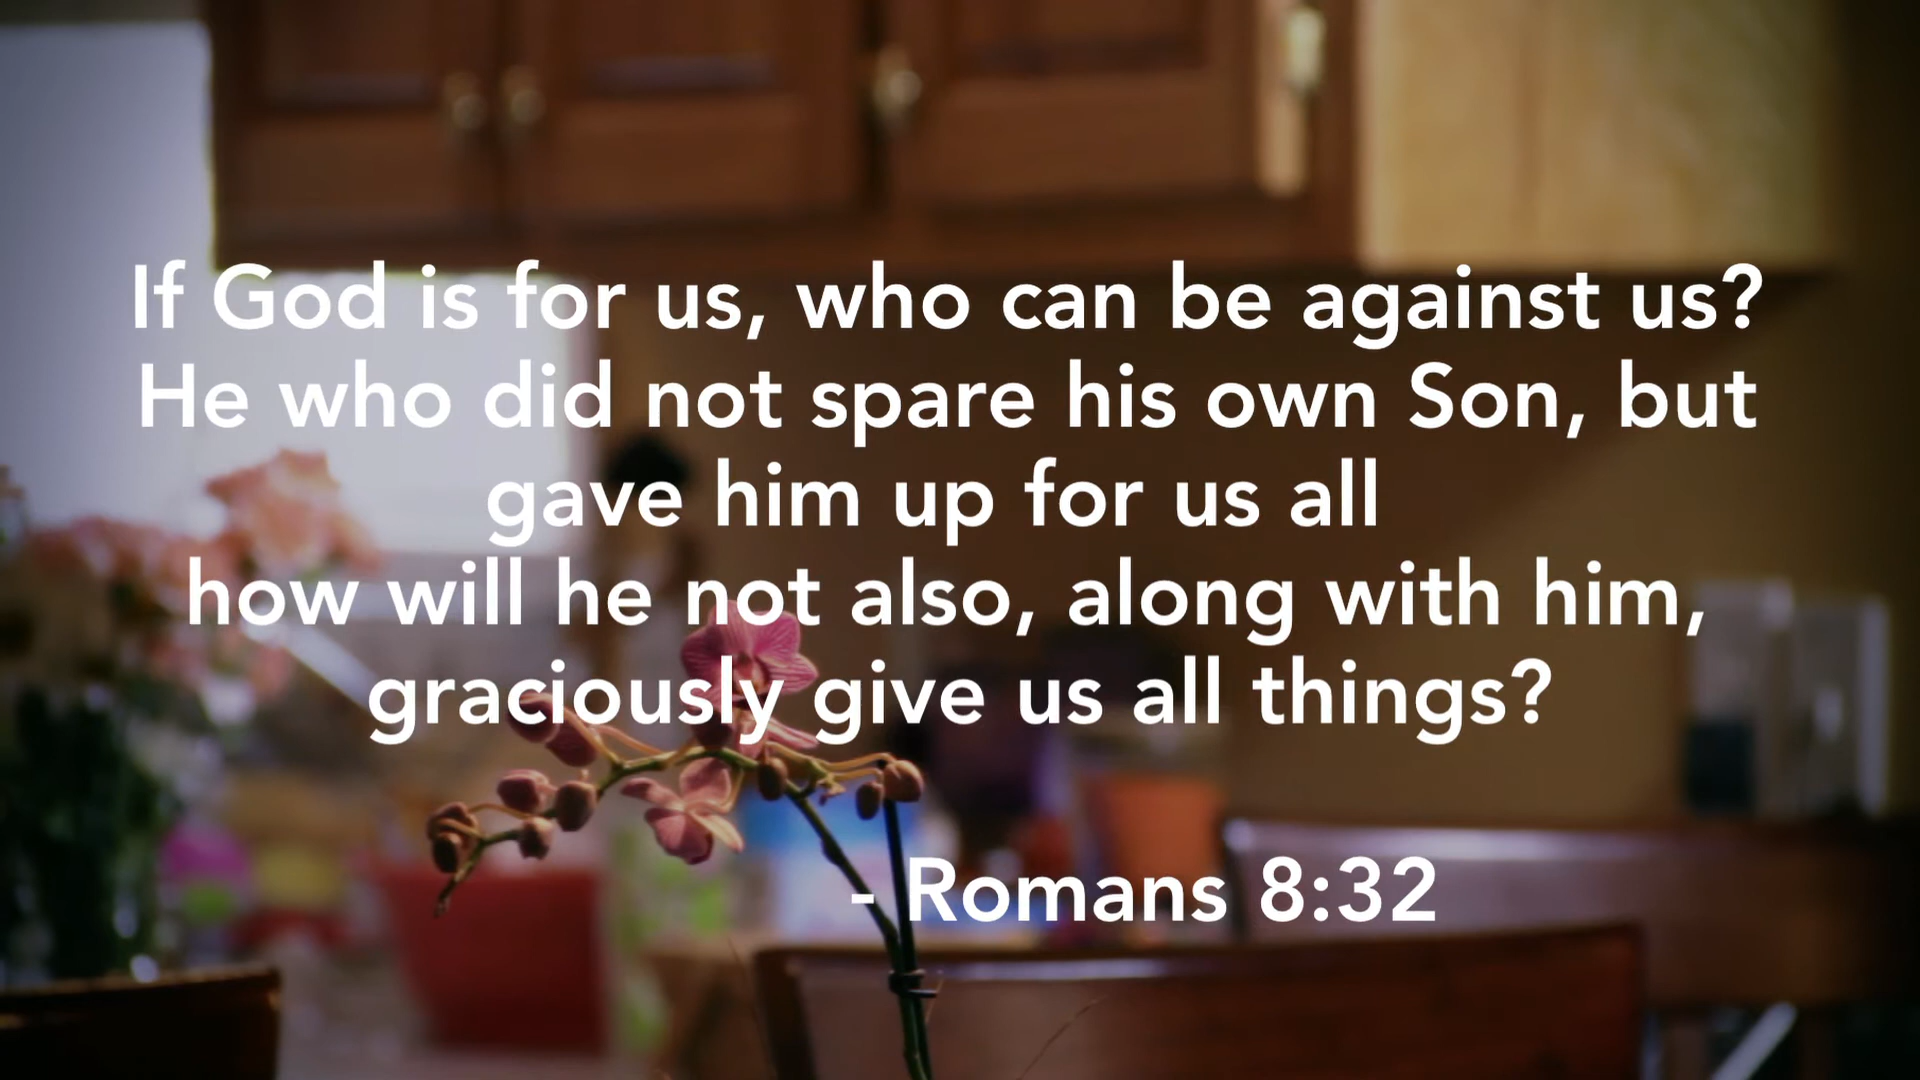 If God is for us, who can be against us?
He who did not spare his own Son, but
gave him up for us all
how will he not also, along with him,
graciously give us all things?
- Romans 8:32